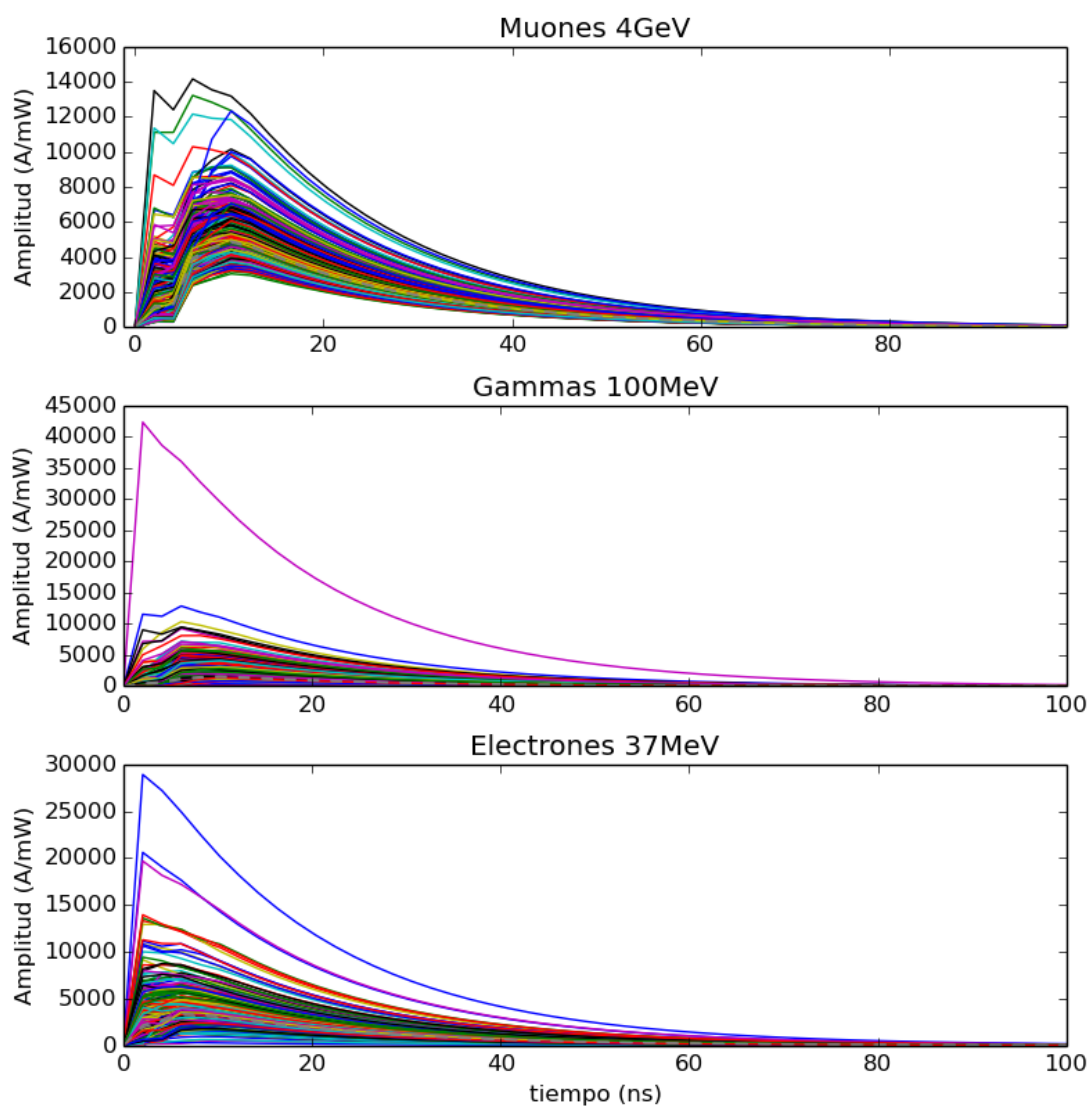 Muones 4GeV
Amplitud (A/mW)
16000
14000
12000
10000
8000
6000
4000
2000
0
0 20 40 60 80
Gammas 100MeV
Amplitud (A/mW)
45000
40000
35000
30000
25000
20000
15000
10000
5000
0
0 20 40 60 80 100
Electrones 37MeV
Amplitud (A/mW)
30000
25000
20000
15000
10000
5000
0
0 20 40 60 80 100
tiempo (ns)